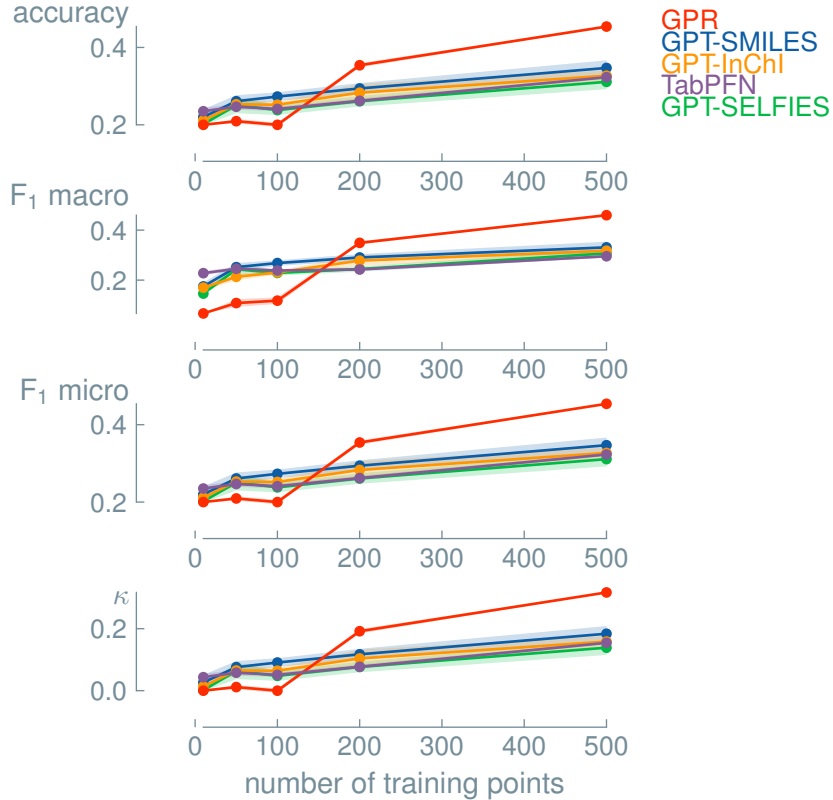 accuracy
0.4
0.2
0 100 200 300 400 500
GPR
GPT-SMILES
GPT-InChI
TabPFN
GPT-SELFIES
F₁ macro
0.4
0.2
0 100 200 300 400 500
F₁ micro
0.4
0.2
0 100 200 300 400 500
κ
0.2
0.0
0 100 200 300 400 500
number of training points